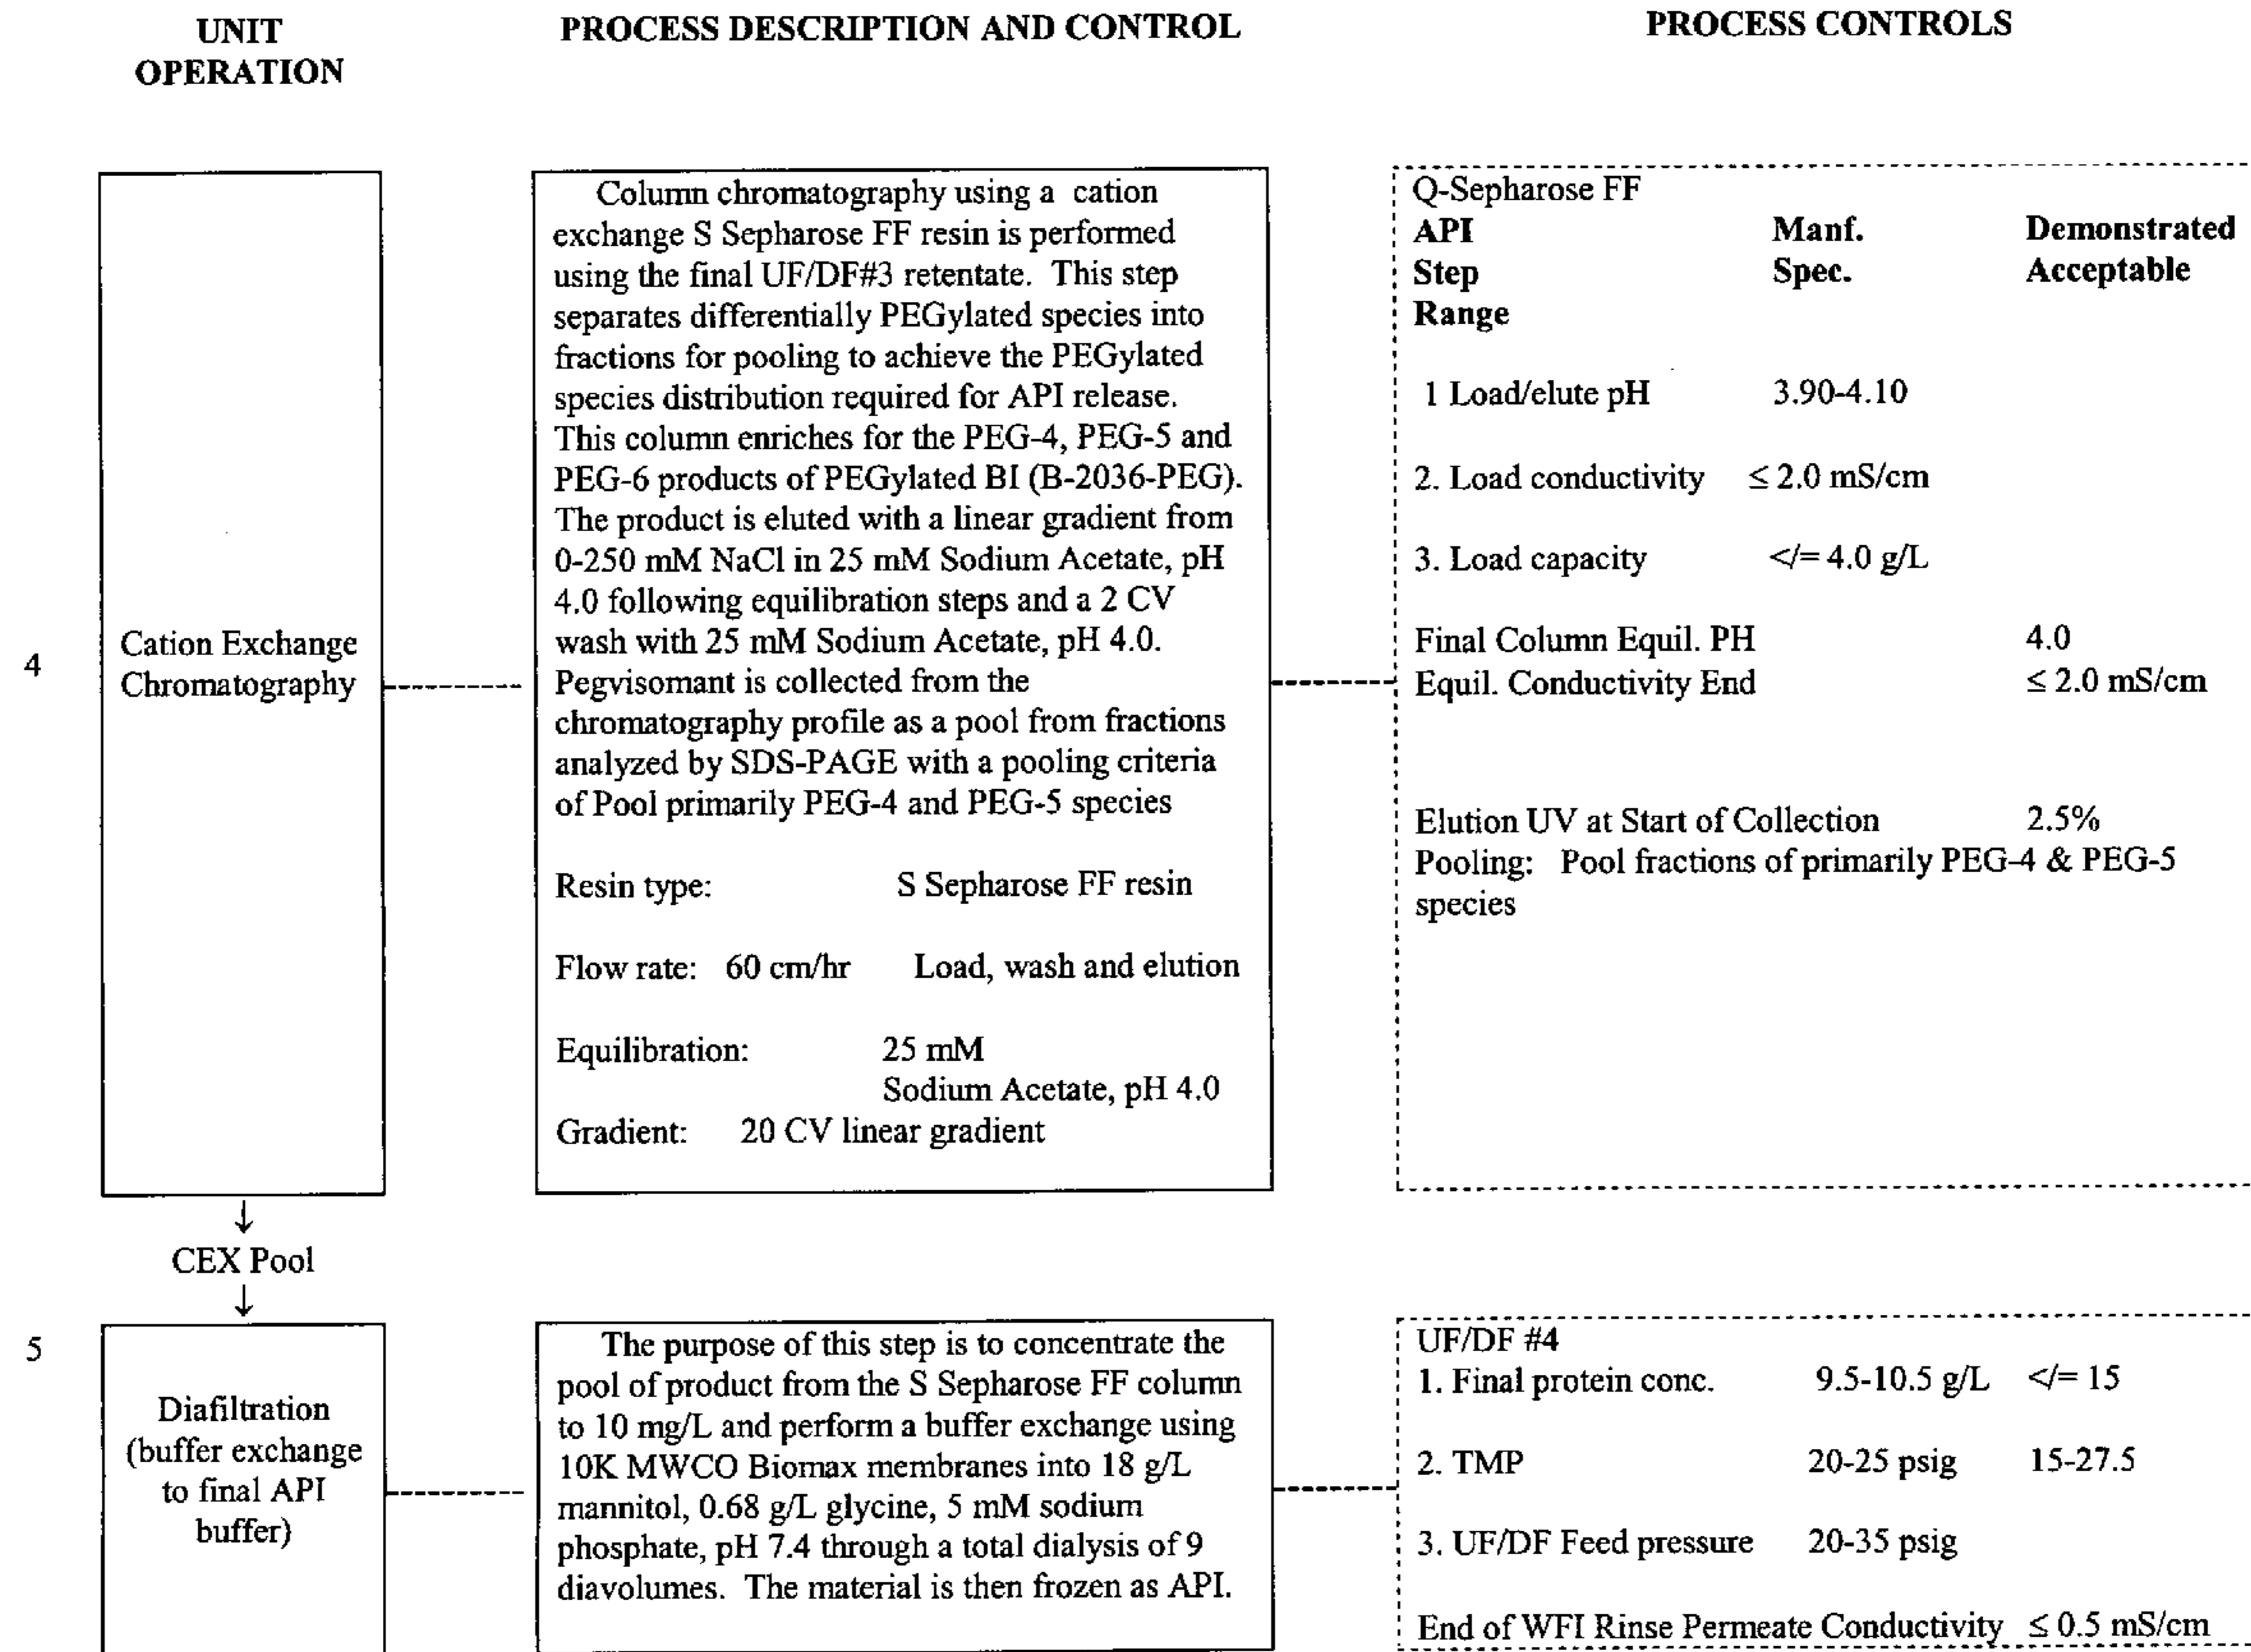 UNIT
OPERATION
PROCESS DESCRIPTION AND CONTROL
PROCESS CONTROLS
4
Cation Exchange
Chromatography
Column chromatography using a cation
exchange S Sepharose FF resin is performed
using the final UF/DF#3 retentate. This step
separates differentially PEGylated species into
fractions for pooling to achieve the PEGylated
species distribution required for API release.
This column enriches for the PEG-4, PEG-5 and
PEG-6 products of PEGylated BI (B-2036-PEG).
The product is eluted with a linear gradient from
0-250 mM NaCl in 25 mM Sodium Acetate, pH
4.0 following equilibration steps and a 2 CV
wash with 25 mM Sodium Acetate, pH 4.0.
Pegvisomant is collected from the
chromatography profile as a pool from fractions
analyzed by SDS-PAGE with a pooling criteria
of Pool primarily PEG-4 and PEG-5 species
Resin type: S Sepharose FF resin
Flow rate: 60 cm/hr Load, wash and elution
Equilibration: 25 mM
Sodium Acetate, pH 4.0
Gradient: 20 CV linear gradient
Q-Sepharose FF
API Manf. Demonstrated
Step Spec. Acceptable
Range
1 Load/elute pH 3.90-4.10
2. Load conductivity ≤ 2.0 mS/cm
3. Load capacity </= 4.0 g/L
Final Column Equil. PH 4.0
Equil. Conductivity End ≤ 2.0 mS/cm
Elution UV at Start of Collection 2.5%
Pooling: Pool fractions of primarily PEG-4 & PEG-5
species
↓
CEX Pool
↓
5
Diafiltration
(buffer exchange
to final API
buffer)
The purpose of this step is to concentrate the
pool of product from the S Sepharose FF column
to 10 mg/L and perform a buffer exchange using
10K MWCO Biomax membranes into 18 g/L
mannitol, 0.68 g/L glycine, 5 mM sodium
phosphate, pH 7.4 through a total dialysis of 9
diavolumes. The material is then frozen as API.
UF/DF #4
1. Final protein conc. 9.5-10.5 g/L </= 15
2. TMP 20-25 psig 15-27.5
3. UF/DF Feed pressure 20-35 psig
End of WFI Rinse Permeate Conductivity ≤ 0.5 mS/cm